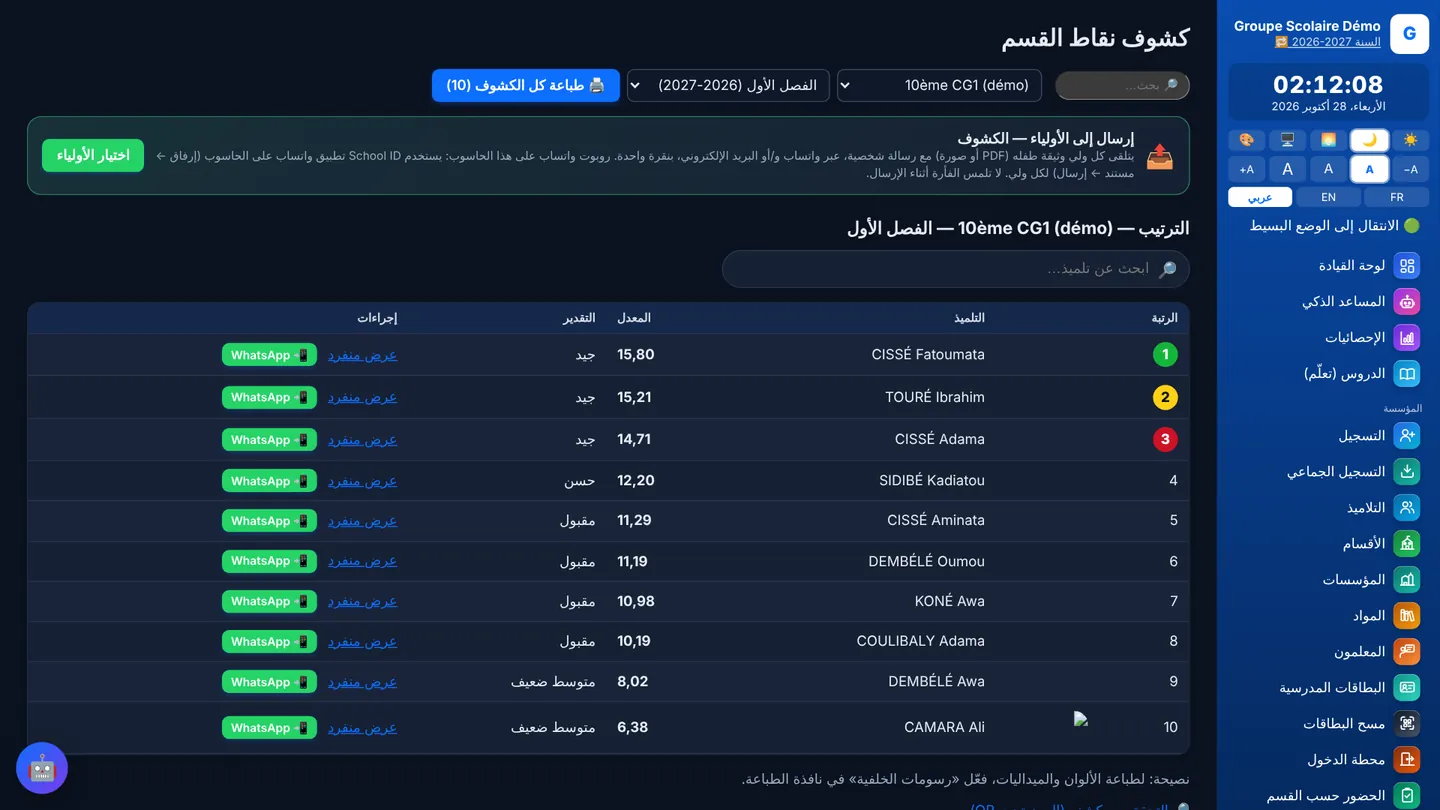 Groupe Scolaire Démo
G
السنة 2027-2026
02:12:08
الأربعاء، 28 أكتوبر 2026
A+
A
A
A
A−
عربي
EN
FR
الانتقال إلى الوضع البسيط
لوحة القيادة
المساعد الذكي
الإحصائيات
الدروس (تعلّم)
المؤسسة
التسجيل
التسجيل الجماعي
التلاميذ
الأقسام
المؤسسات
المواد
المعلمون
البطاقات المدرسية
مسح البطاقات
محطة الدخول
الحضور حسب القسم
كشوف نقاط القسم
بحث...
10ème CG1 (démo)
الفصل الأول (2026-2027)
طباعة كل الكشوف (10)
إرسال إلى الأولياء — الكشوف
يتلقى كل ولي وثيقة طفله (PDF أو صورة) مع رسالة شخصية، عبر واتساب و/أو البريد الإلكتروني، بنقرة واحدة. روبوت واتساب على هذا الحاسوب: يستخدم School ID تطبيق واتساب على الحاسوب (إرفاق ←
مستند ← إرسال) لكل ولي. لا تلمس الفأرة أثناء الإرسال.
اختيار الأولياء
الترتيب — 10ème CG1 (démo) — الفصل الأول
ابحث عن تلميذ...
الرتبة التلميذ المعدل التقدير إجراءات
1 CISSÉ Fatoumata 15,80 جيد عرض منفرد WhatsApp
2 TOURÉ Ibrahim 15,21 جيد عرض منفرد WhatsApp
3 CISSÉ Adama 14,71 جيد عرض منفرد WhatsApp
4 SIDIBÉ Kadiatou 12,20 حسن عرض منفرد WhatsApp
5 CISSÉ Aminata 11,29 مقبول عرض منفرد WhatsApp
6 DEMBÉLÉ Oumou 11,19 مقبول عرض منفرد WhatsApp
7 KONÉ Awa 10,98 مقبول عرض منفرد WhatsApp
8 COULIBALY Adama 10,19 مقبول عرض منفرد WhatsApp
9 DEMBÉLÉ Awa 8,02 متوسط ضعيف عرض منفرد WhatsApp
10 CAMARA Ali 6,38 متوسط ضعيف عرض منفرد WhatsApp
نصيحة: لطباعة الألوان والميداليات، فعّل «رسومات الخلفية» في نافذة الطباعة.